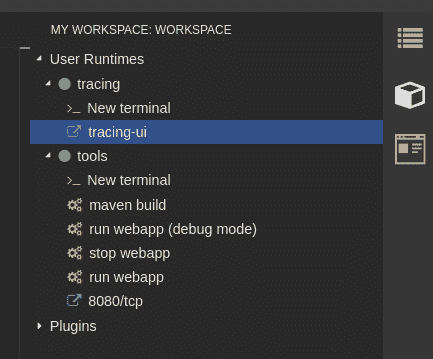 MY WORKSPACE: WORKSPACE
User Runtimes
tracing
>_ New terminal
tracing-ui
tools
>_ New terminal
maven build
run webapp (debug mode)
stop webapp
run webapp
8080/tcp
Plugins